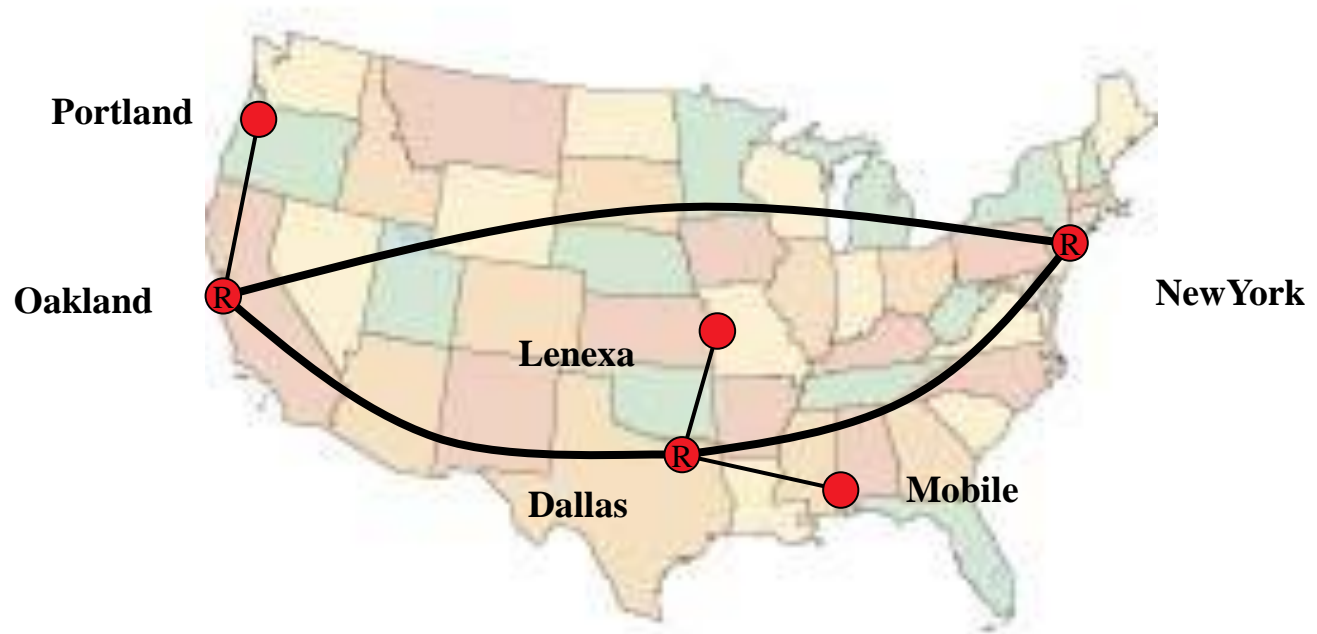 Portland
R
NewYork
Oakland
R
Lenexa
R
Mobile
Dallas